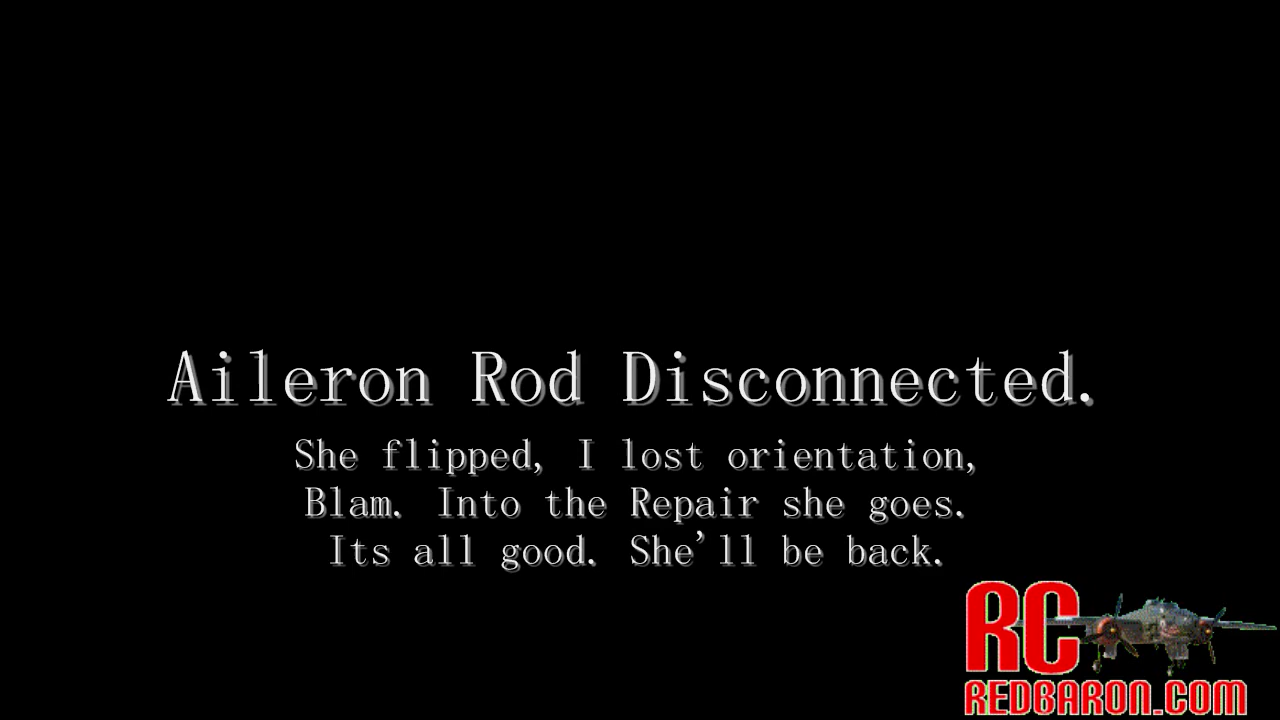 Aileron Rod Disconnected.
She flipped, I lost orientation,
Blam. Into the Repair she goes.
Its all good. She'll be back.
RC
REDBARON.COM